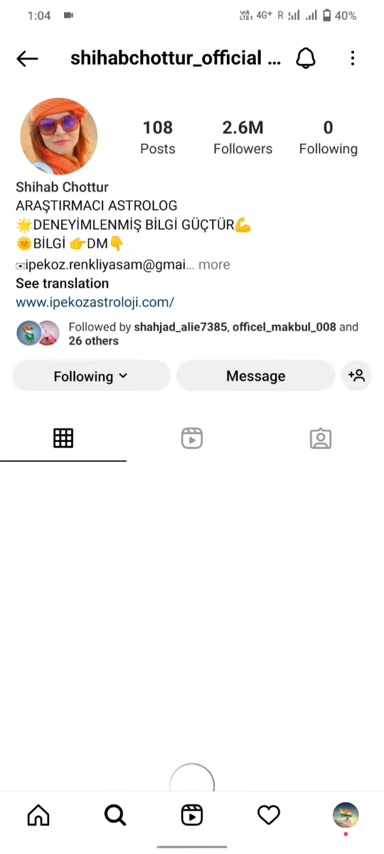 1:04 4G+ R 40%
shihabchottur_official ...
108 2.6M 0
Posts Followers Following
Shihab Chottur
ARAŞTIRMACI ASTROLOG
🌟DENEYİMLENMİŞ BİLGİ GÜÇTÜR💪
🌞BİLGİ 👉DM👇
✉️ipekoz.renkliyasam@gmai... more
See translation
www.ipekozastroloji.com/
Followed by shahjad_alie7385, officel_makbul_008 and
26 others
Following Message